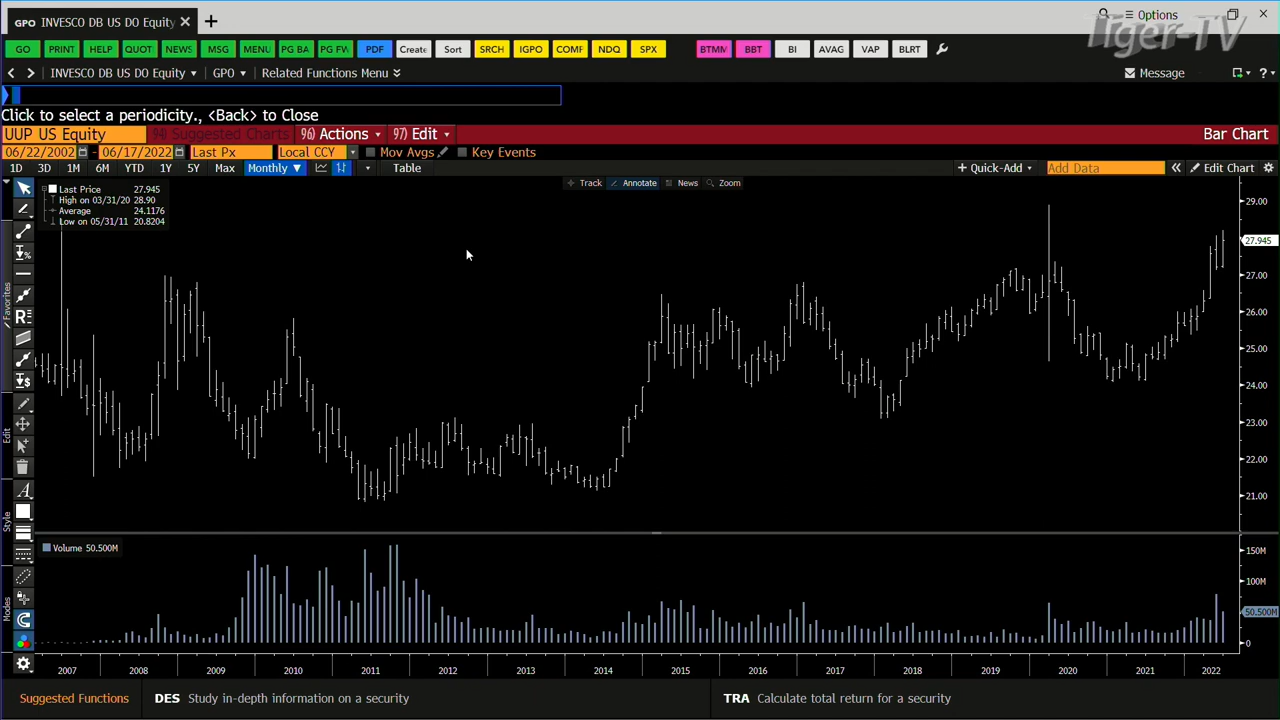 GPO INVESCO DB US DO Equity × +
Options
Tiger-TV
GO PRINT HELP QUOT NEWS MSG MENU PG BA PG FW PDF Create Sort SRCH IGPO COMF NDQ SPX BTMM BBT BI AVAG VAP BLRT
INVESCO DB US DO Equity GPO Related Functions Menu Message ?
Click to select a periodicity., <Back> to Close
UUP US Equity 94) Suggested Charts 96) Actions 97) Edit Bar Chart
06/22/2002 - 06/17/2022 Last Px Local CCY Mov Avgs Key Events
1D 3D 1M 6M YTD 1Y 5Y Max Monthly ▼ Table + Quick-Add Add Data « Edit Chart
Track Annotate News Zoom
Last Price 27.945
High on 03/31/20 28.90
Average 24.1176
Low on 05/31/11 20.8204
29.00
27.945
27.00
26.00
25.00
24.00
23.00
22.00
21.00
Favorites
Edit
Style
Modes
Volume 50.500M
150M
100M
50.500M
0
2007 2008 2009 2010 2011 2012 2013 2014 2015 2016 2017 2018 2019 2020 2021 2022
Suggested Functions DES Study in-depth information on a security TRA Calculate total return for a security